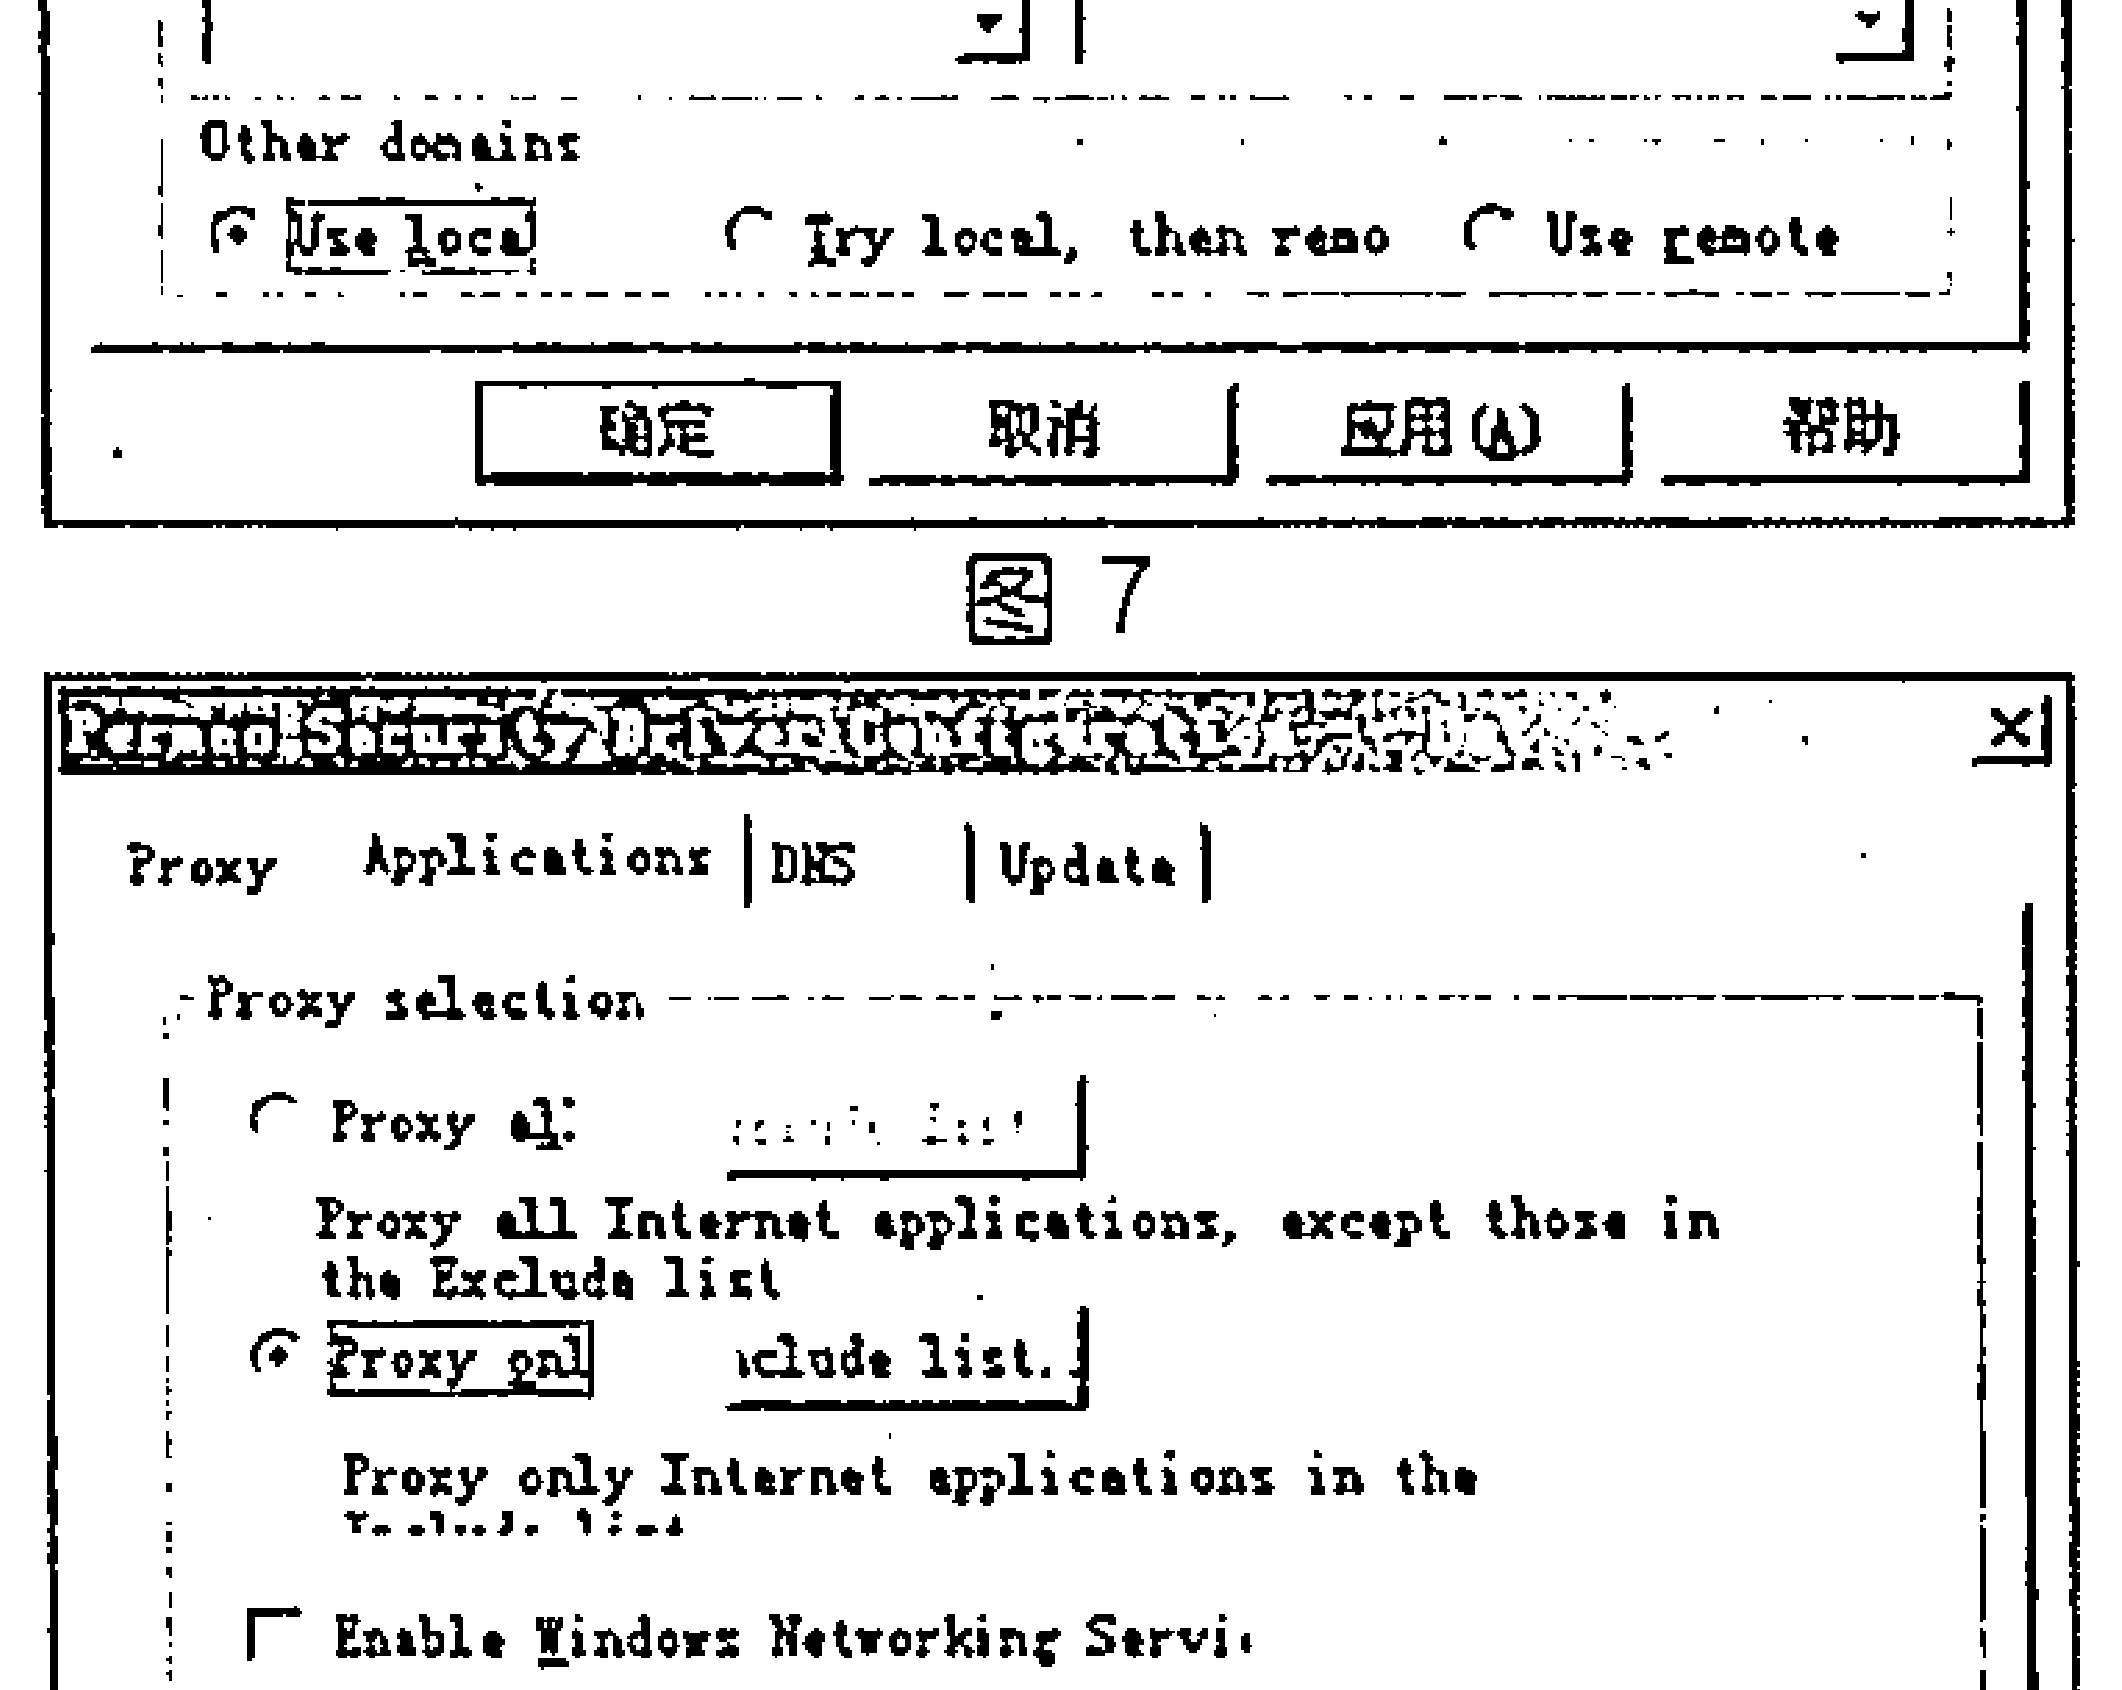 Other domains
Use local Try local, then remo Use remote
确定 取消 应用(A) 帮助
图 7
Proxy Applications DNS Update
Proxy selection
Proxy all
Proxy all Internet applications, except those in
the Exclude list
Proxy onl clude list.
Proxy only Internet applications in the
Enable Windows Networking Servi